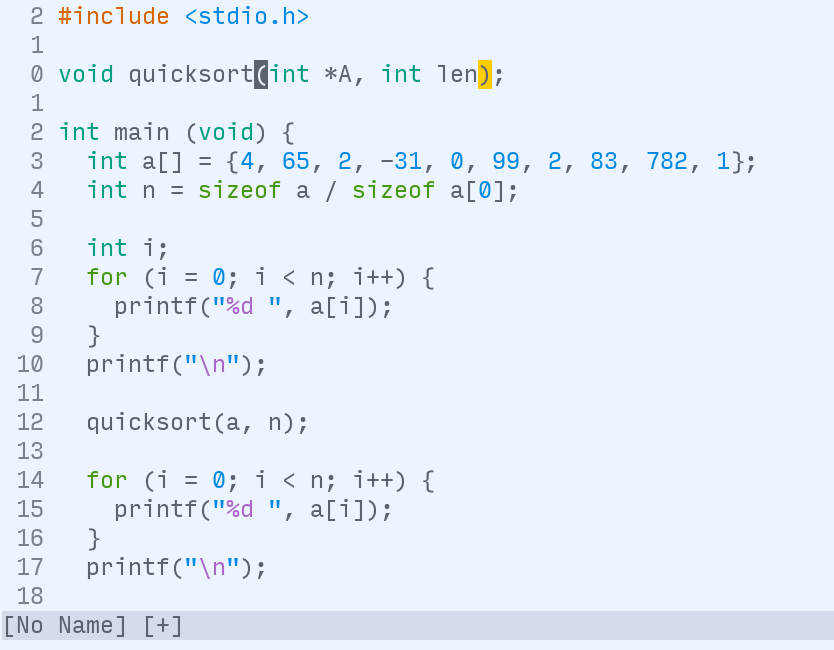 2 #include <stdio.h>
1
0 void quicksort(int *A, int len);
1
2 int main (void) {
3   int a[] = {4, 65, 2, -31, 0, 99, 2, 83, 782, 1};
4   int n = sizeof a / sizeof a[0];
5
6   int i;
7   for (i = 0; i < n; i++) {
8     printf("%d ", a[i]);
9   }
10   printf("\n");
11
12   quicksort(a, n);
13
14   for (i = 0; i < n; i++) {
15     printf("%d ", a[i]);
16   }
17   printf("\n");
18
[No Name] [+]